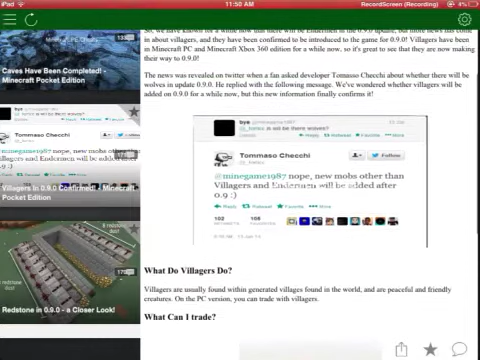 iPad
11:50 AM
RecordScreen (Recording)
So, we have known for a while now that there will be Endermen in the 0.9.0 update, but more news has come
about villagers, and they have been confirmed to be introduced to the game for 0.9.0! Villagers have been
in Minecraft PC and Minecraft Xbox 360 edition for a while now, so it's great to see that they are now making
their way to 0.9.0!
The news was revealed on twitter when a fan asked developer Tomasso Checchi about whether there will be
wolves in update 0.9.0. He replied with the following message. We've wondered whether villagers will be
added on 0.9.0 for a while now, but this new information finally confirms it!
Caves Have Been Completed! -
Minecraft Pocket Edition
bye
will be there wolves?
Tommaso Checchi
Follow
@minegame1987 nope, new mobs other than
Villagers and Endermen will be added after
0.9 :)
Reply Retweet Favorite More
bye
Tommaso Checchi
Villagers In 0.9.0 Confirmed! - Minecraft
Pocket Edition
Redstone in 0.9.0 - a Closer Look!
What Do Villagers Do?
Villagers are usually found within generated villages found in the world, and are peaceful and friendly
creatures. On the PC version, you can trade with villagers.
What Can I trade?